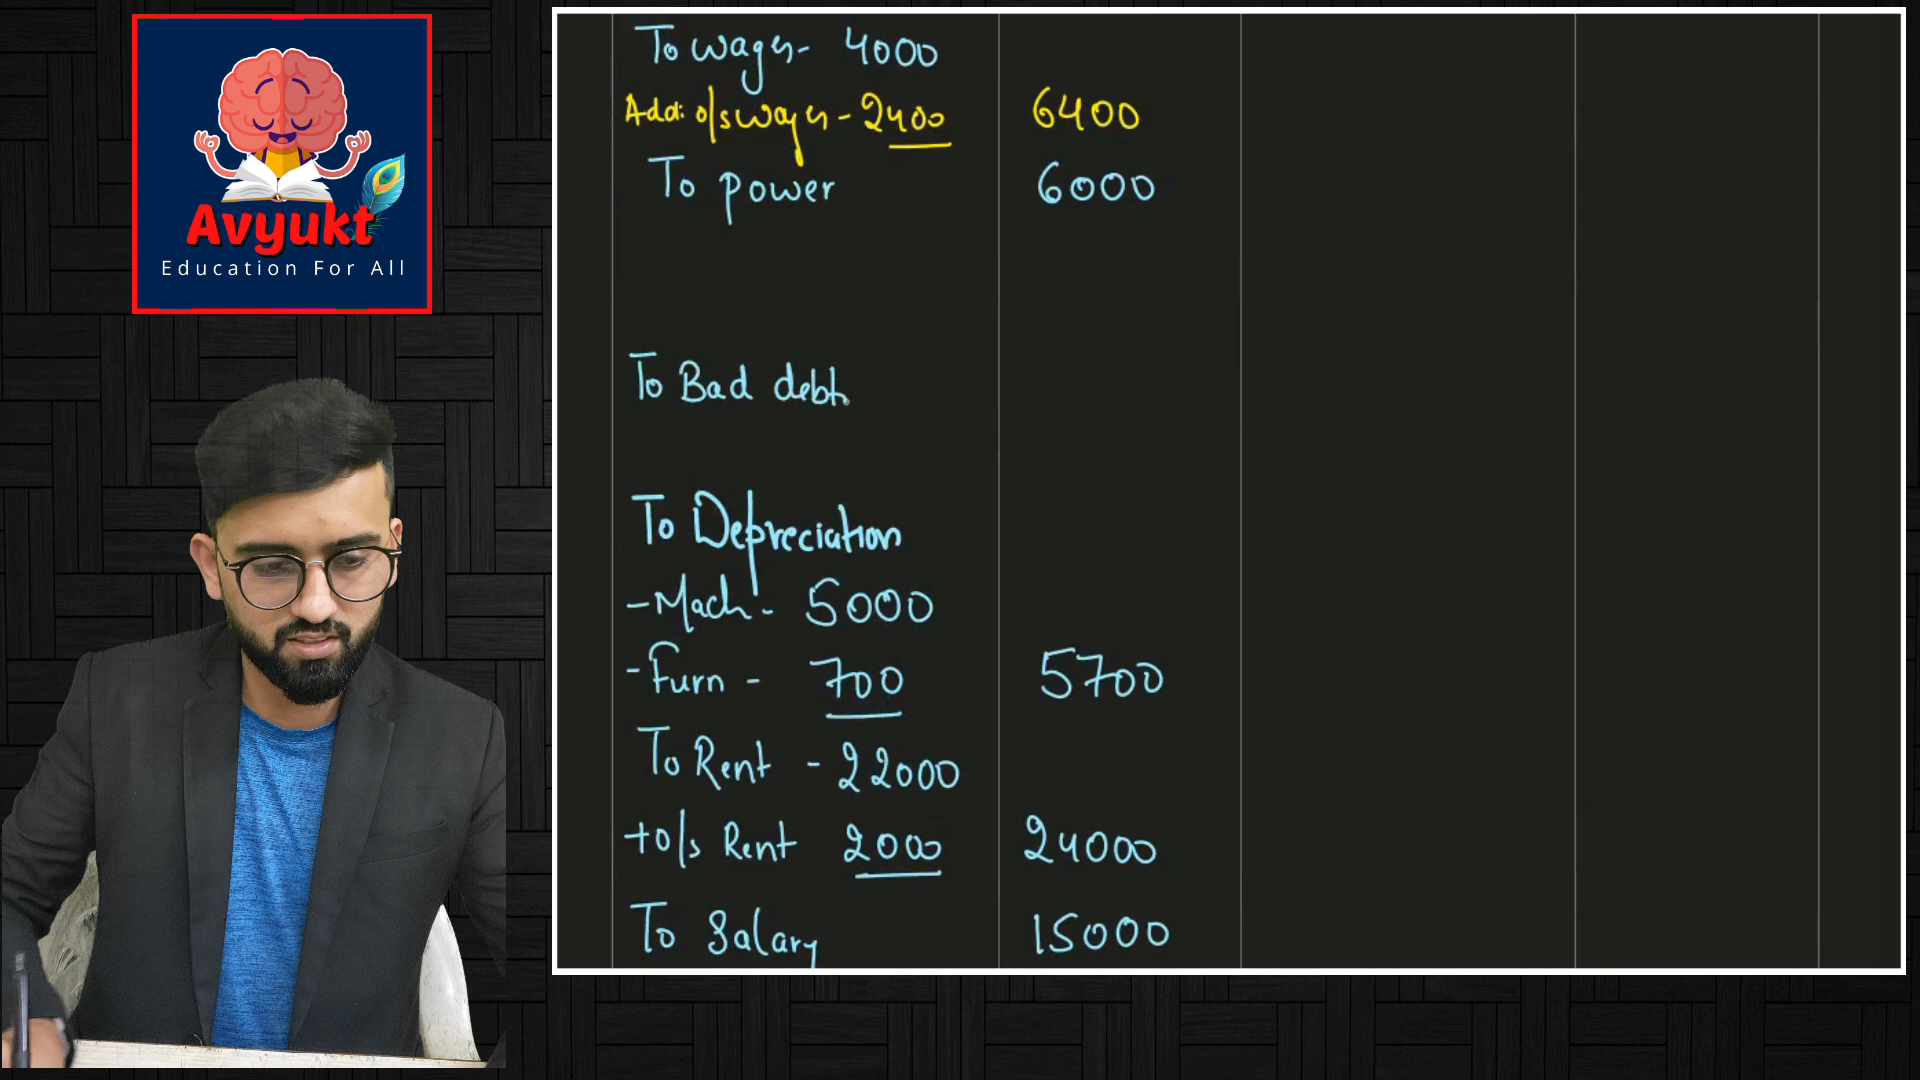 Avyukt
Education For All
To wages - 4000
Add: o/s wages - 2400 6400
To power 6000
To Bad debts
To Depreciation
- Mach - 5000
- Furn - 700 5700
To Rent - 22000
+ o/s Rent 2000 24000
To Salary 15000